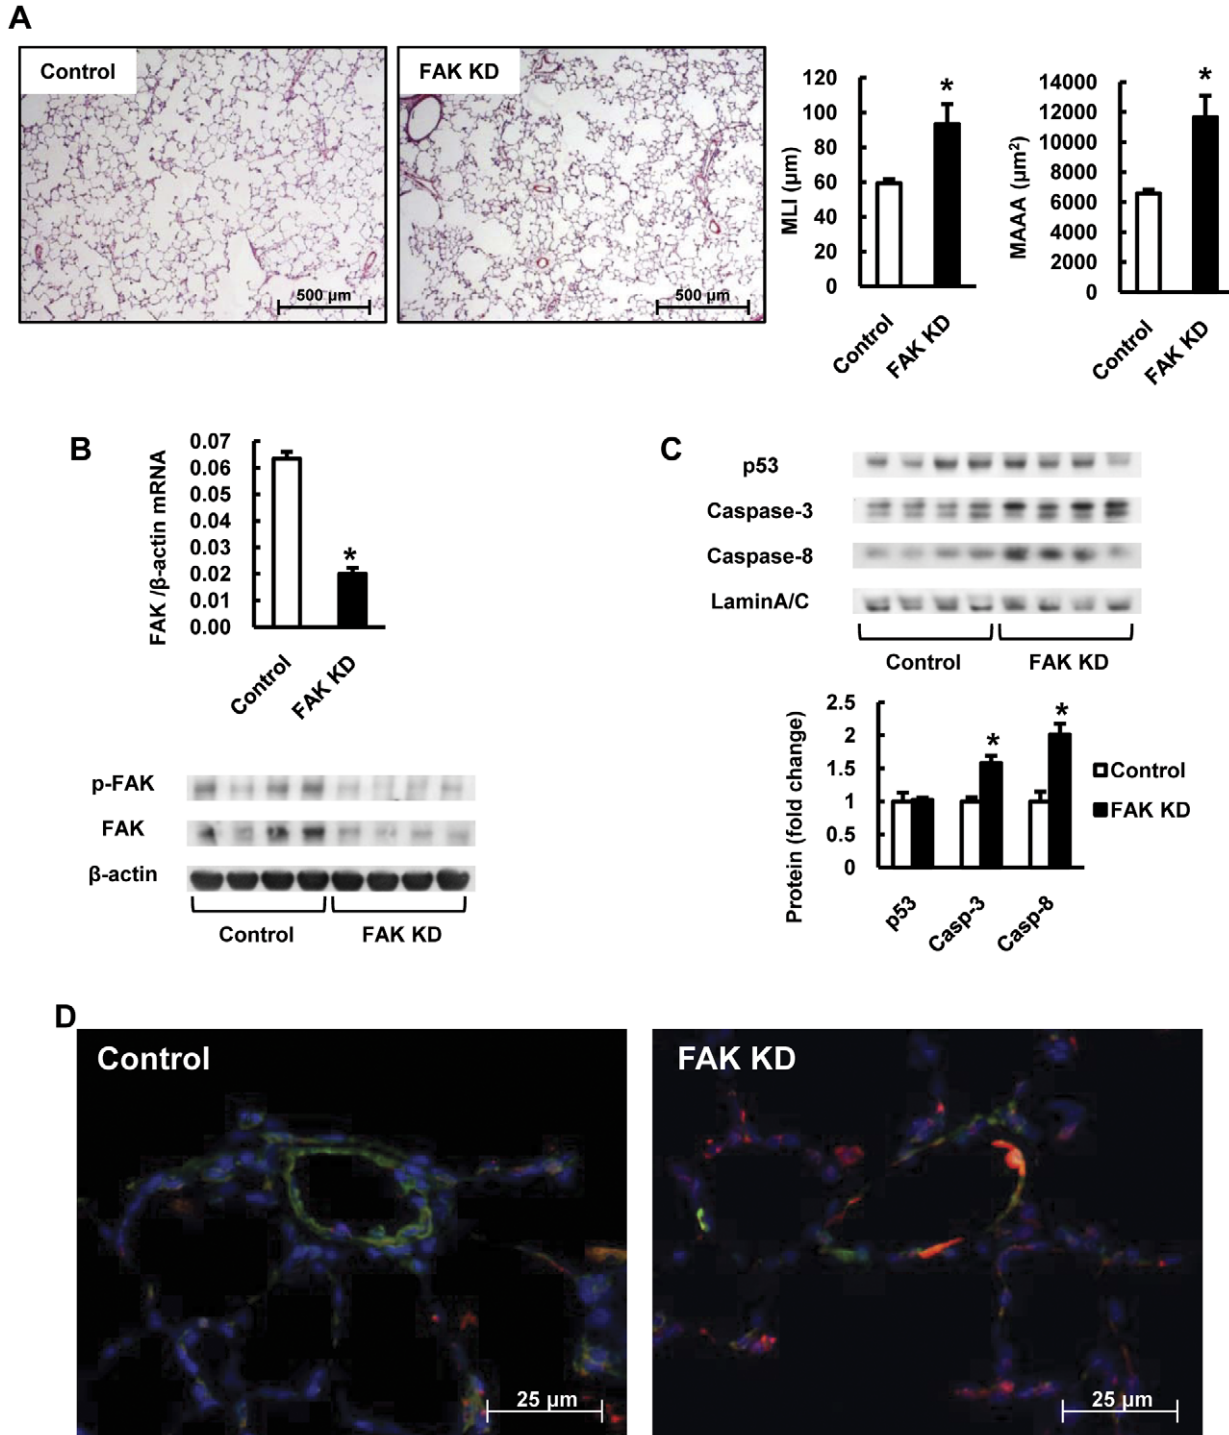 A
Control
500 µm
FAK KD
500 µm
MLI (µm)
120
100
80
60
40
20
0
*
Control
FAK KD
MAAA (µm²)
14000
12000
10000
8000
6000
4000
2000
0
*
Control
FAK KD
B
FAK /β-actin mRNA
0.07
0.06
0.05
0.04
0.03
0.02
0.01
0.00
*
Control
FAK KD
p-FAK
FAK
β-actin
Control
FAK KD
C
p53
Caspase-3
Caspase-8
LaminA/C
Control
FAK KD
Protein (fold change)
2.5
2
1.5
1
0.5
0
*
*
p53
Casp-3
Casp-8
Control
FAK KD
D
Control
25 µm
FAK KD
25 µm